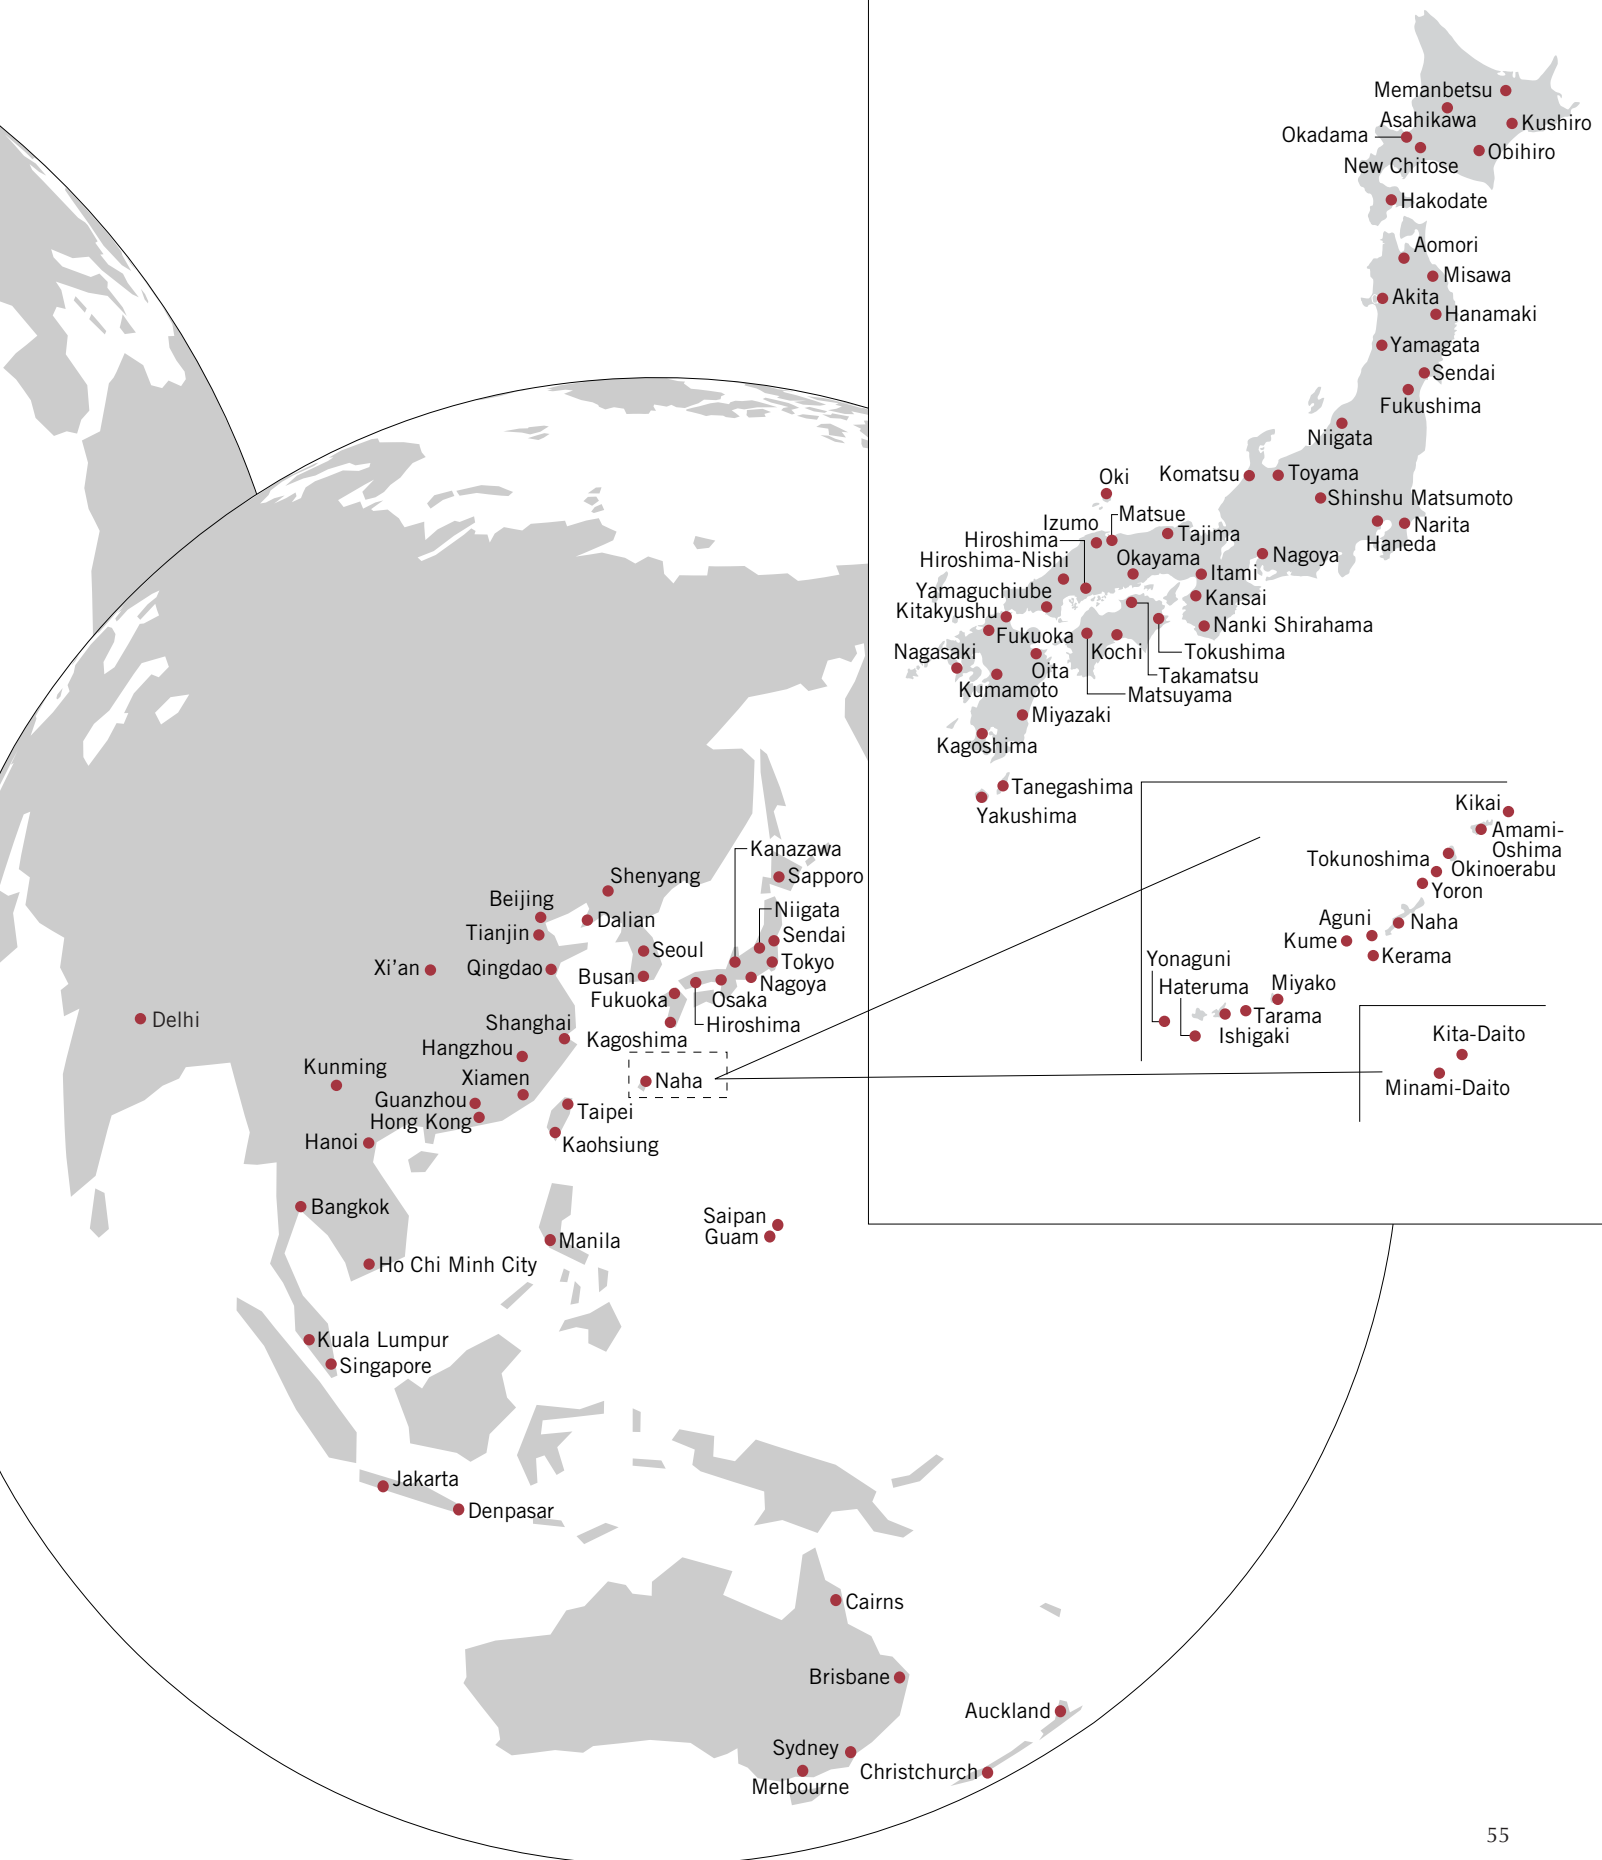 Memanbetsu
Asahikawa
Kushiro
Okadama
Obihiro
New Chitose
Hakodate
Aomori
Misawa
Akita
Hanamaki
Yamagata
Sendai
Fukushima
Niigata
Komatsu
Toyama
Oki
Shinshu Matsumoto
Matsue
Izumo
Narita
Tajima
Hiroshima
Haneda
Nagoya
Hiroshima-Nishi
Okayama
Itami
Yamaguchiube
Kansai
Kitakyushu
Nanki Shirahama
Fukuoka
Nagasaki
Kochi
Tokushima
Oita
Takamatsu
Kumamoto
Matsuyama
Miyazaki
Kagoshima
Tanegashima
Yakushima
Kikai
Amami-
Oshima
Tokunoshima
Okinoerabu
Yoron
Aguni
Naha
Kume
Kerama
Yonaguni
Hateruma
Miyako
Tarama
Ishigaki
Kita-Daito
Minami-Daito
Kanazawa
Sapporo
Shenyang
Beijing
Niigata
Dalian
Tianjin
Sendai
Seoul
Tokyo
Xi'an
Qingdao
Busan
Nagoya
Fukuoka
Osaka
Delhi
Shanghai
Hiroshima
Kagoshima
Hangzhou
Kunming
Xiamen
Naha
Guanzhou
Taipei
Hong Kong
Hanoi
Kaohsiung
Bangkok
Saipan
Guam
Manila
Ho Chi Minh City
Kuala Lumpur
Singapore
Jakarta
Denpasar
Cairns
Brisbane
Auckland
Sydney
Christchurch
Melbourne
55